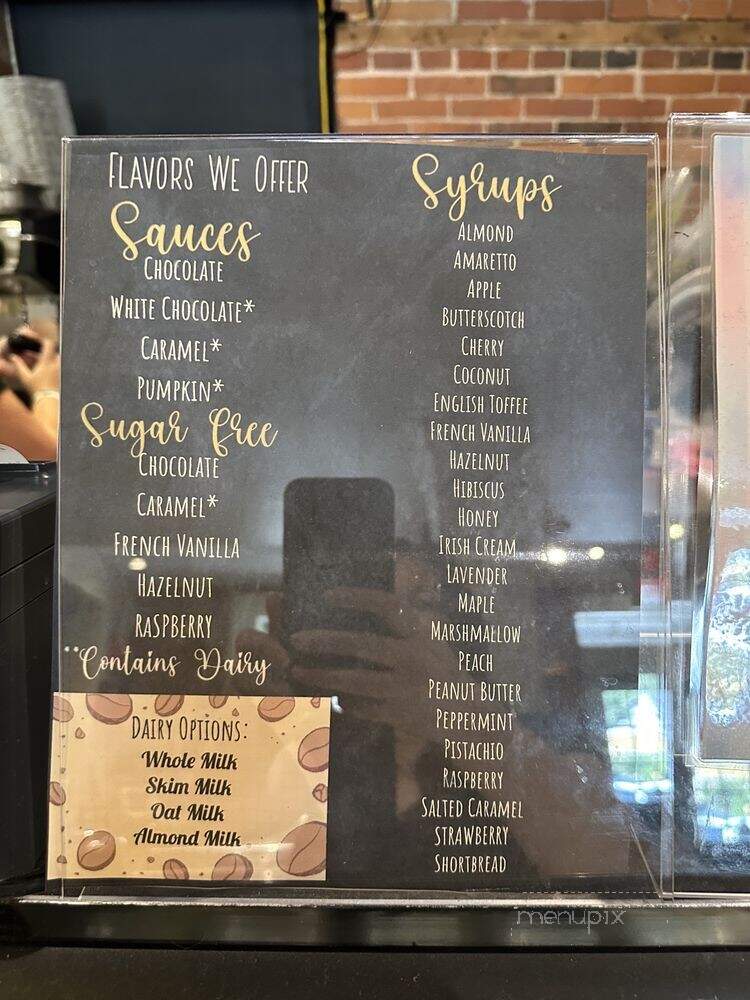 Flavors We Offer
Sauces
Chocolate
White Chocolate*
Caramel*
Pumpkin*
Sugar Free
Chocolate
Caramel*
French Vanilla
Hazelnut
Raspberry
**Contains Dairy
Dairy Options:
Whole Milk
Skim Milk
Oat Milk
Almond Milk
Syrups
Almond
Amaretto
Apple
Butterscotch
Cherry
Coconut
English Toffee
French Vanilla
Hazelnut
Hibiscus
Honey
Irish Cream
Lavender
Maple
Marshmallow
Peach
Peanut Butter
Peppermint
Pistachio
Raspberry
Salted Caramel
Strawberry
Shortbread
menupix